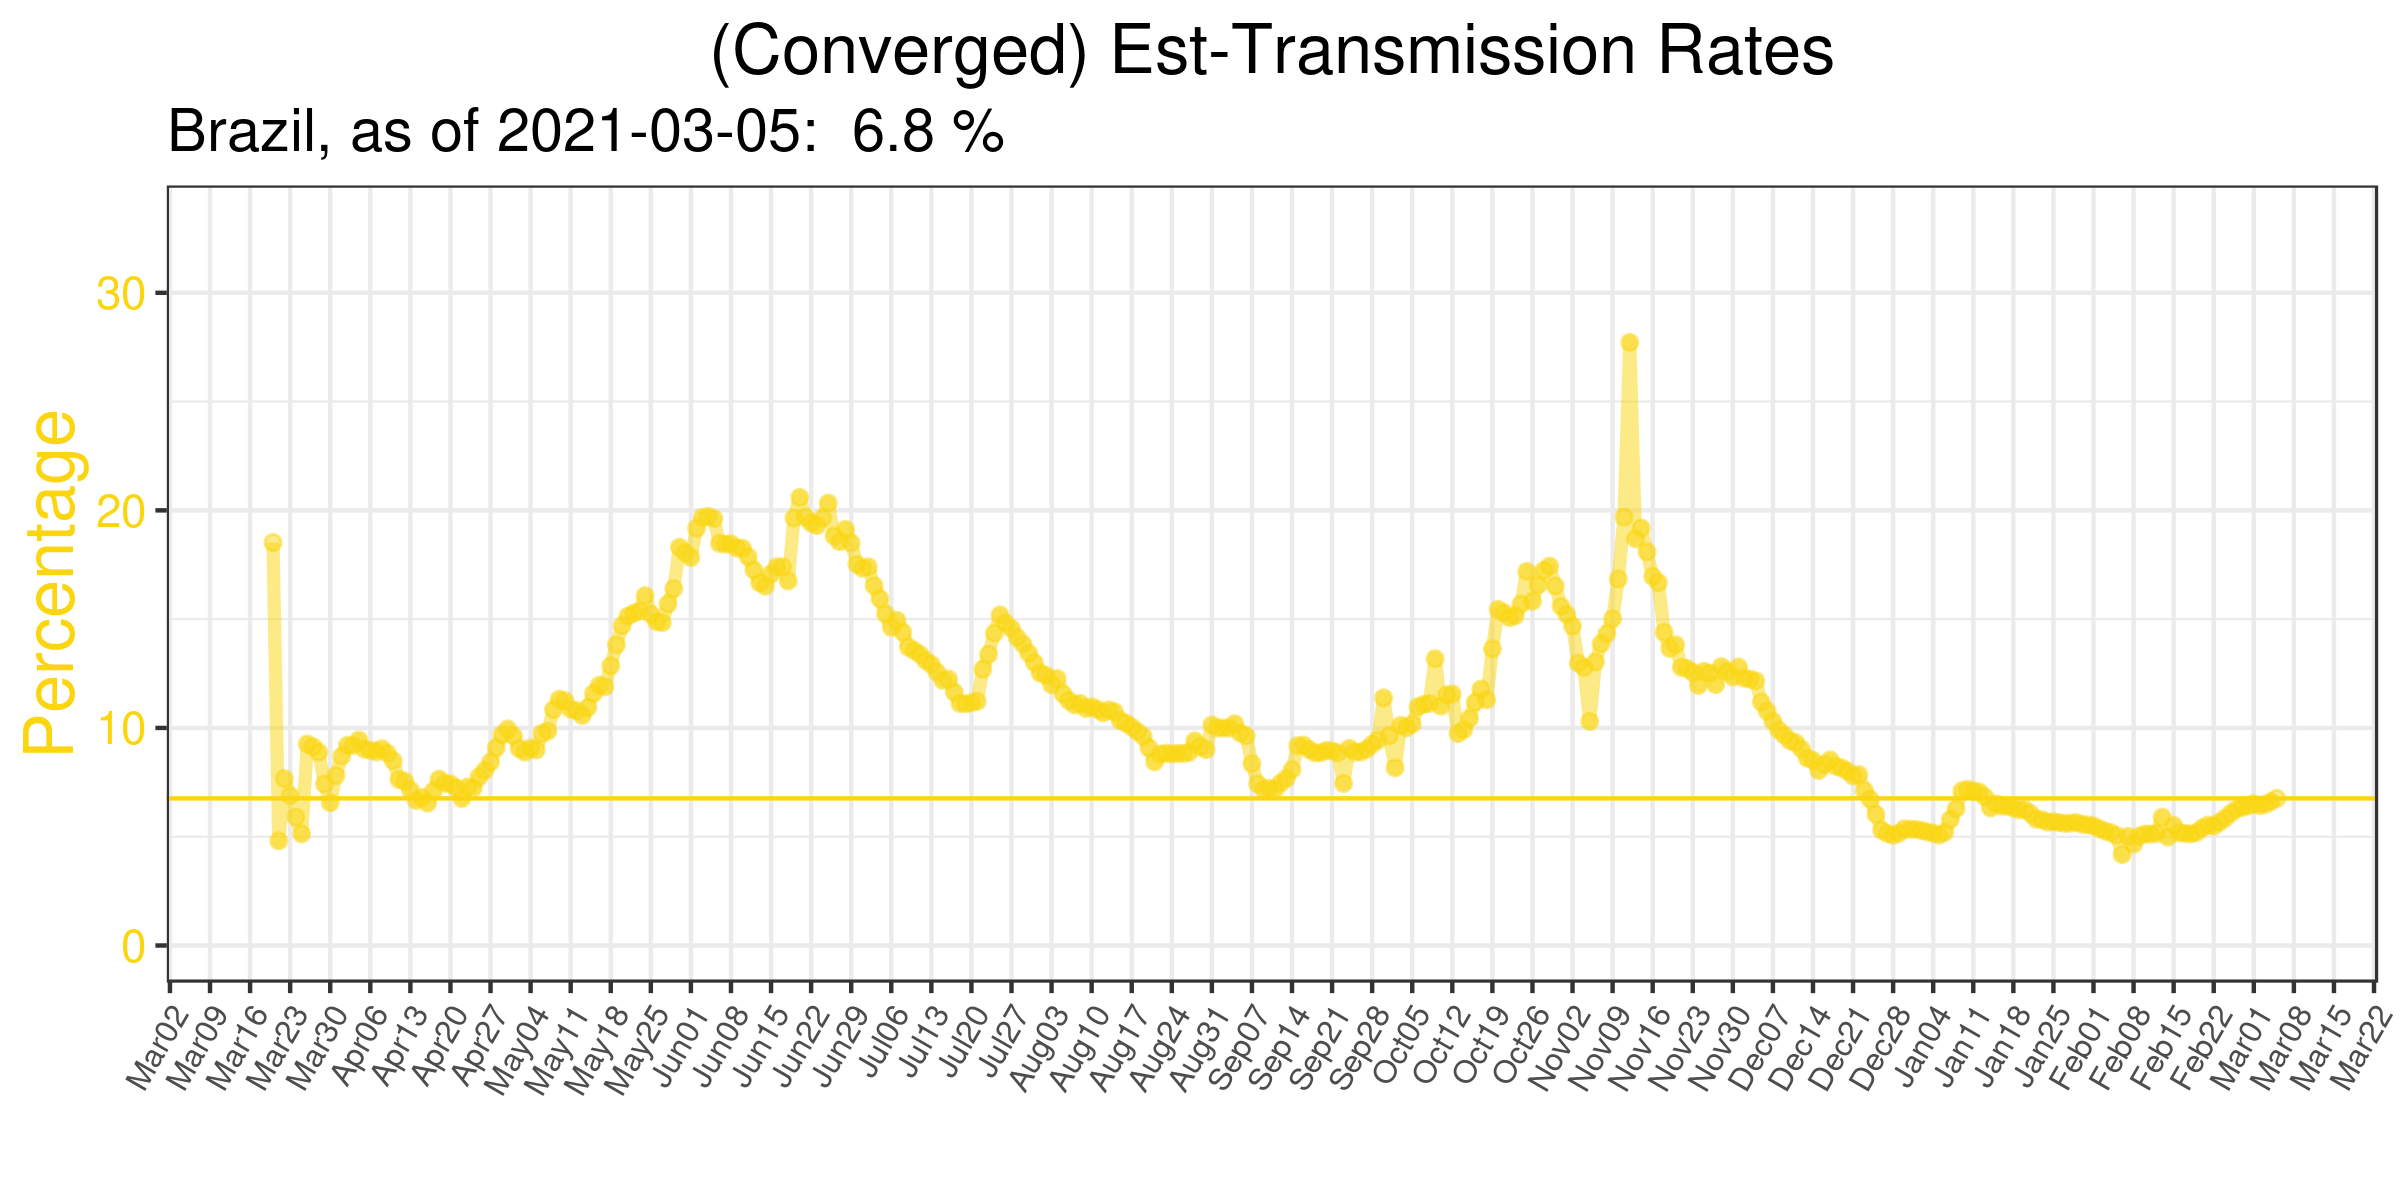 (Converged) Est-Transmission Rates
Brazil, as of 2021-03-05:  6.8 %
Percentage
30
20
10
0
Mar02
Mar09
Mar16
Mar23
Mar30
Apr06
Apr13
Apr20
Apr27
May04
May11
May18
May25
Jun01
Jun08
Jun15
Jun22
Jun29
Jul06
Jul13
Jul20
Jul27
Aug03
Aug10
Aug17
Aug24
Aug31
Sep07
Sep14
Sep21
Sep28
Oct05
Oct12
Oct19
Oct26
Nov02
Nov09
Nov16
Nov23
Nov30
Dec07
Dec14
Dec21
Dec28
Jan04
Jan11
Jan18
Jan25
Feb01
Feb08
Feb15
Feb22
Mar01
Mar08
Mar15
Mar22